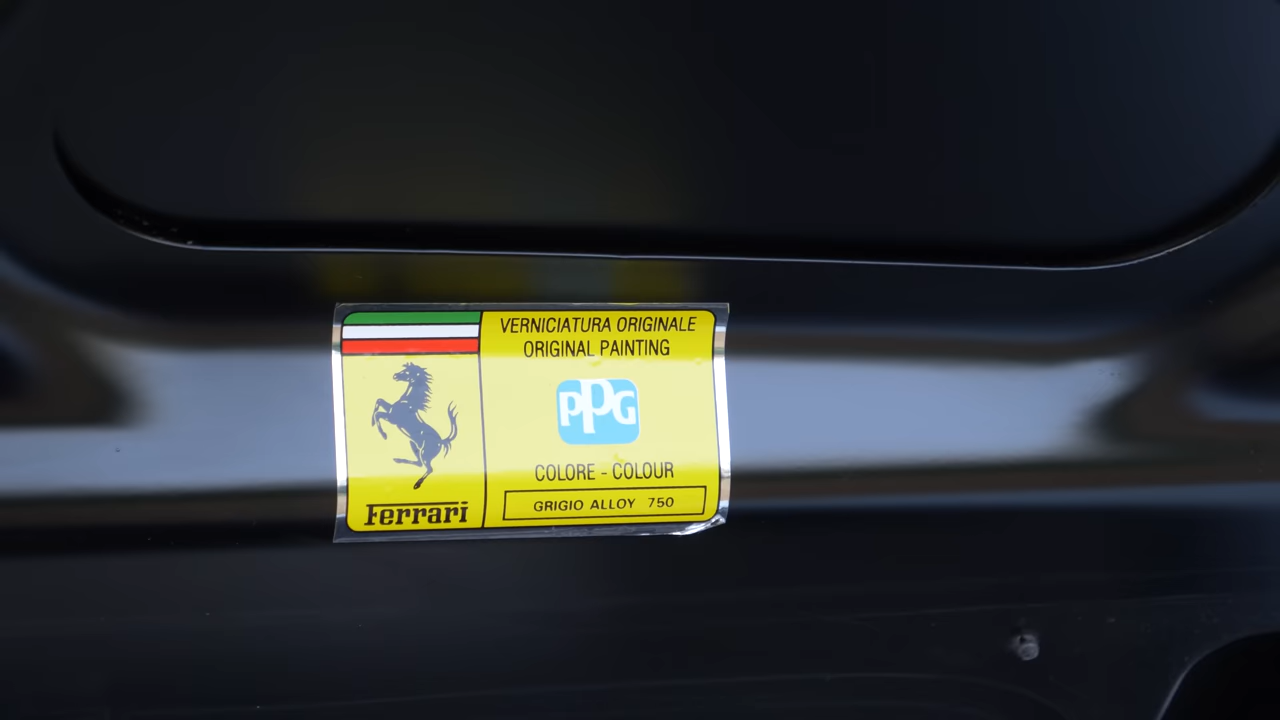 VERNICIATURA ORIGINALE
ORIGINAL PAINTING
PPG
COLORE - COLOUR
GRIGIO ALLOY 750
Ferrari